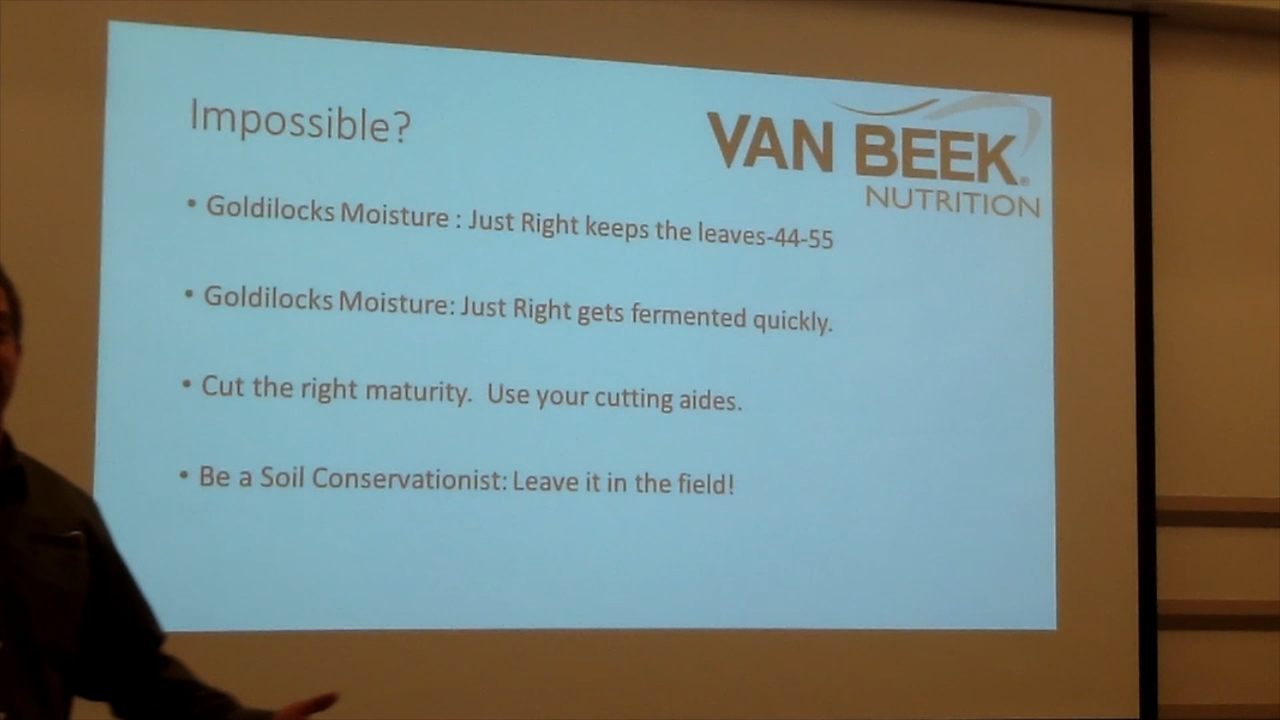 Impossible?
VAN BEEK®
NUTRITION
• Goldilocks Moisture : Just Right keeps the leaves-44-55
• Goldilocks Moisture: Just Right gets fermented quickly.
• Cut the right maturity.  Use your cutting aides.
• Be a Soil Conservationist: Leave it in the field!